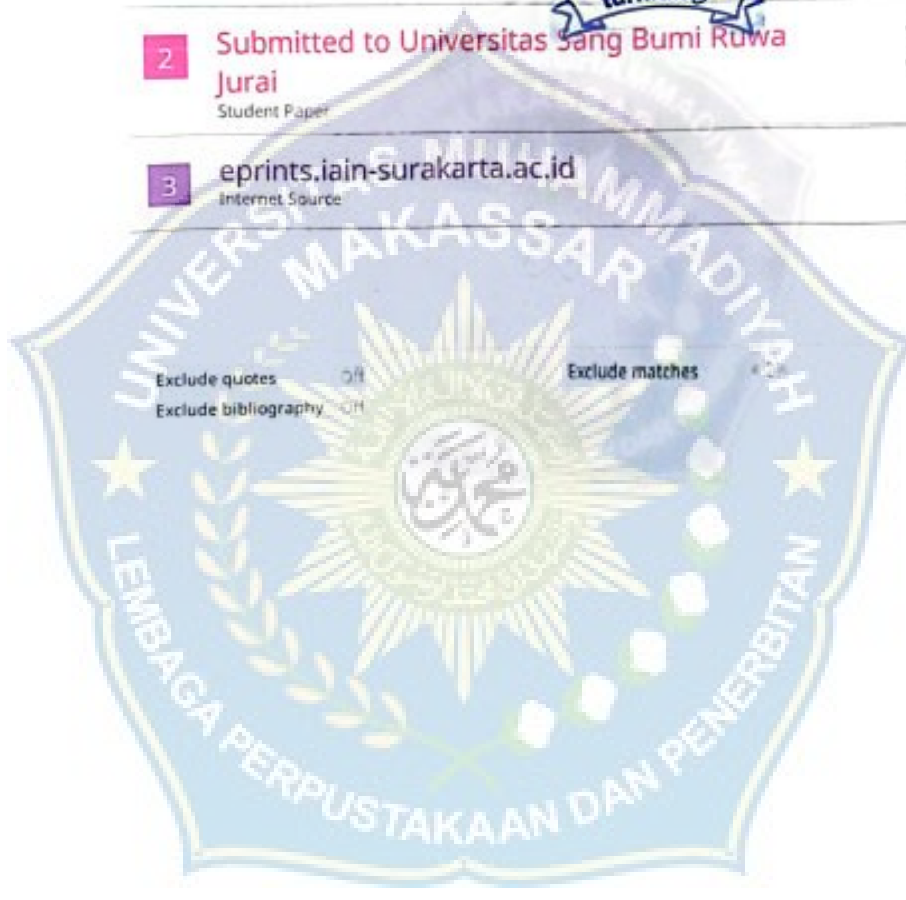 turnitin
2
Submitted to Universitas Sang Bumi Ruwa
Jurai
Student Paper
3
eprints.iain-surakarta.ac.id
Internet Source
UNIVERSITAS MUHAMMADIYAH
MAKASSAR
Exclude quotes Off
Exclude matches
Exclude bibliography Off
LEMBAGA PERPUSTAKAAN DAN PENERBITAN